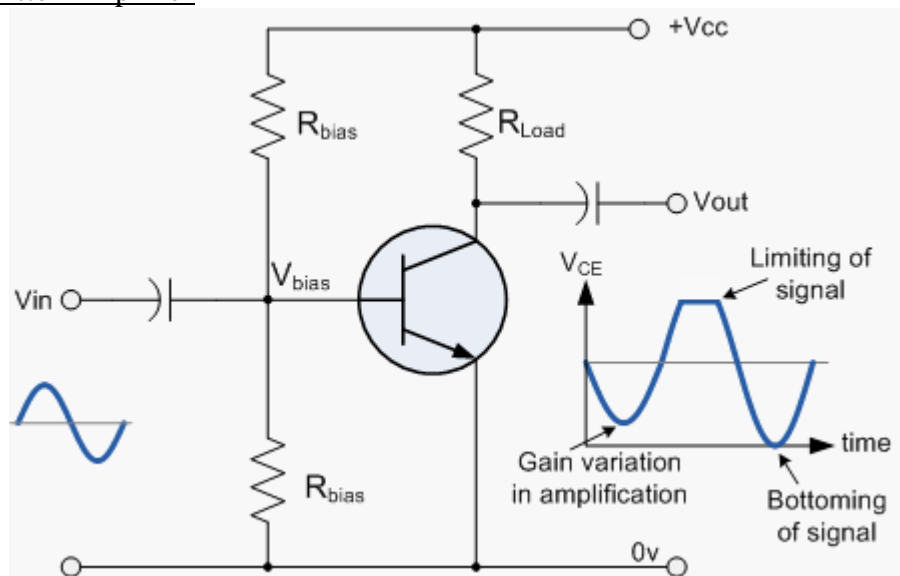 +Vcc
Rbias
RLoad
Vout
Vbias
Vin
VCE
Limiting of
signal
time
Gain variation
in amplification
Rbias
Bottoming
of signal
0v